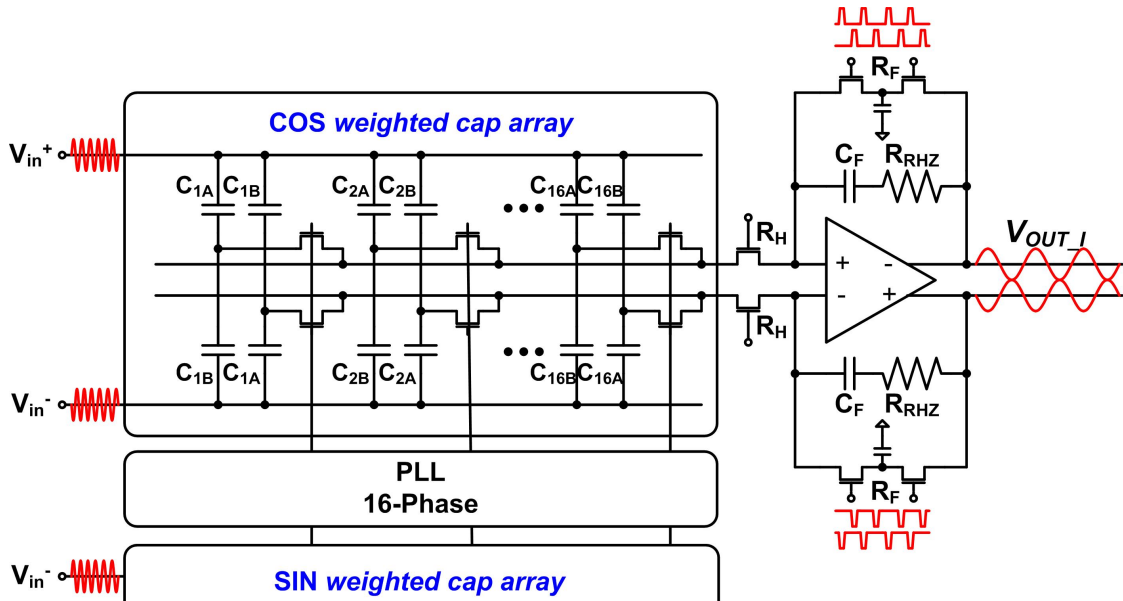 COS weighted cap array
Vin+
C1A C1B C2A C2B C16A C16B
RF
CF RRHZ
RH
VOUT_I
+ -
- +
RH
C1B C1A C2B C2A C16B C16A
CF RRHZ
Vin-
RF
PLL
16-Phase
Vin-
SIN weighted cap array